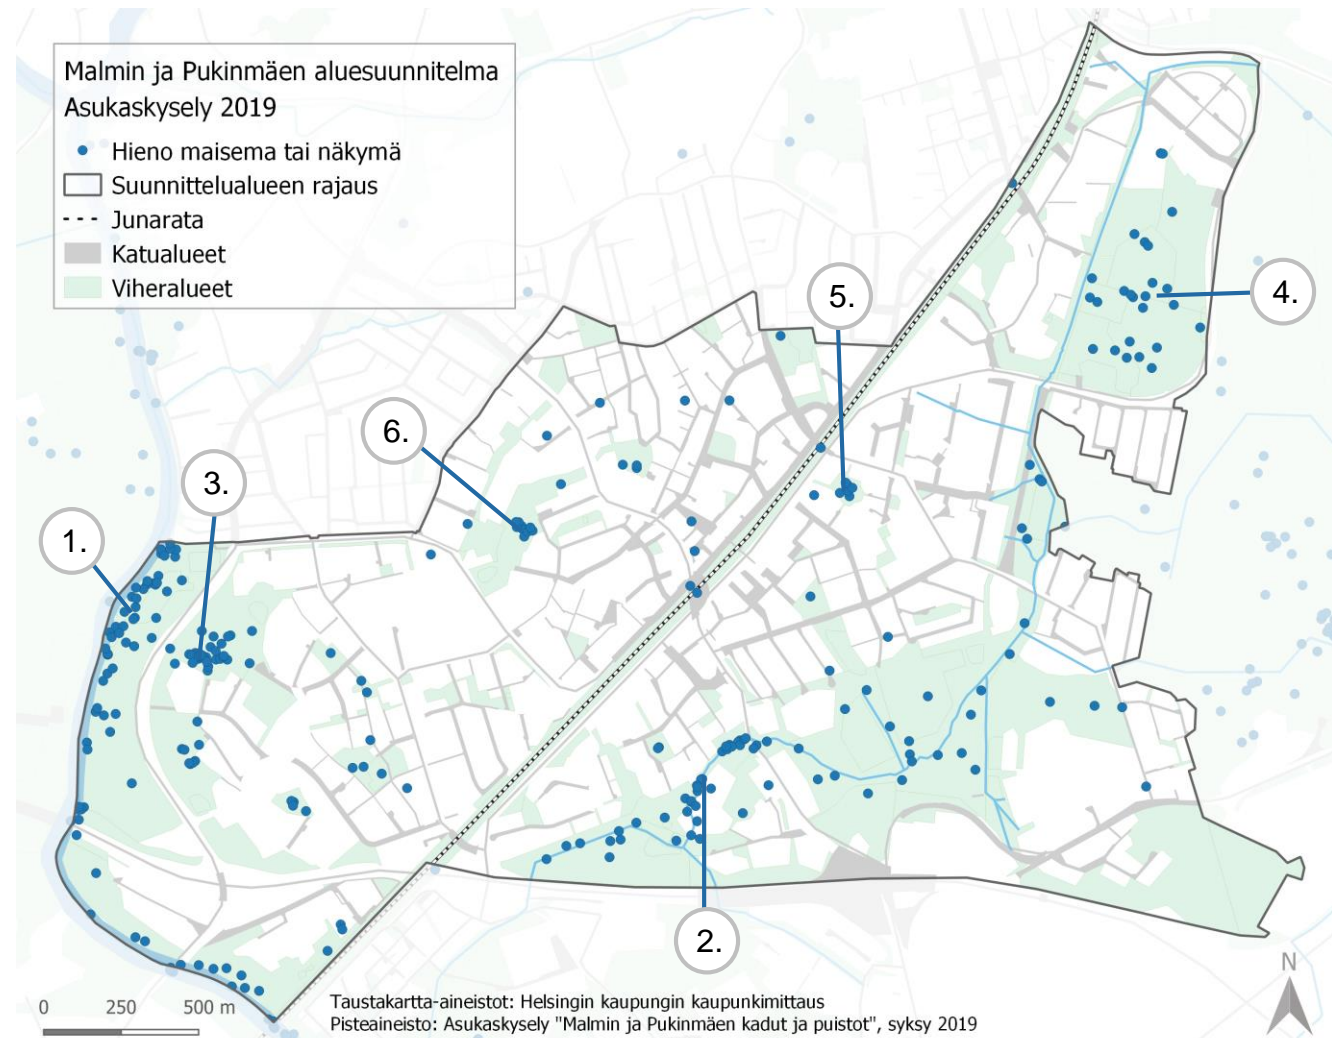 Malmin ja Pukinmäen aluesuunnitelma
Asukaskysely 2019
Hieno maisema tai näkymä
Suunnittelualueen rajaus
Junarata
Katualueet
Viheralueet
5.
4.
6.
3.
1.
2.
N
0 250 500 m
Taustakartta-aineistot: Helsingin kaupungin kaupunkimittaus
Pisteaineisto: Asukaskysely "Malmin ja Pukinmäen kadut ja puistot", syksy 2019